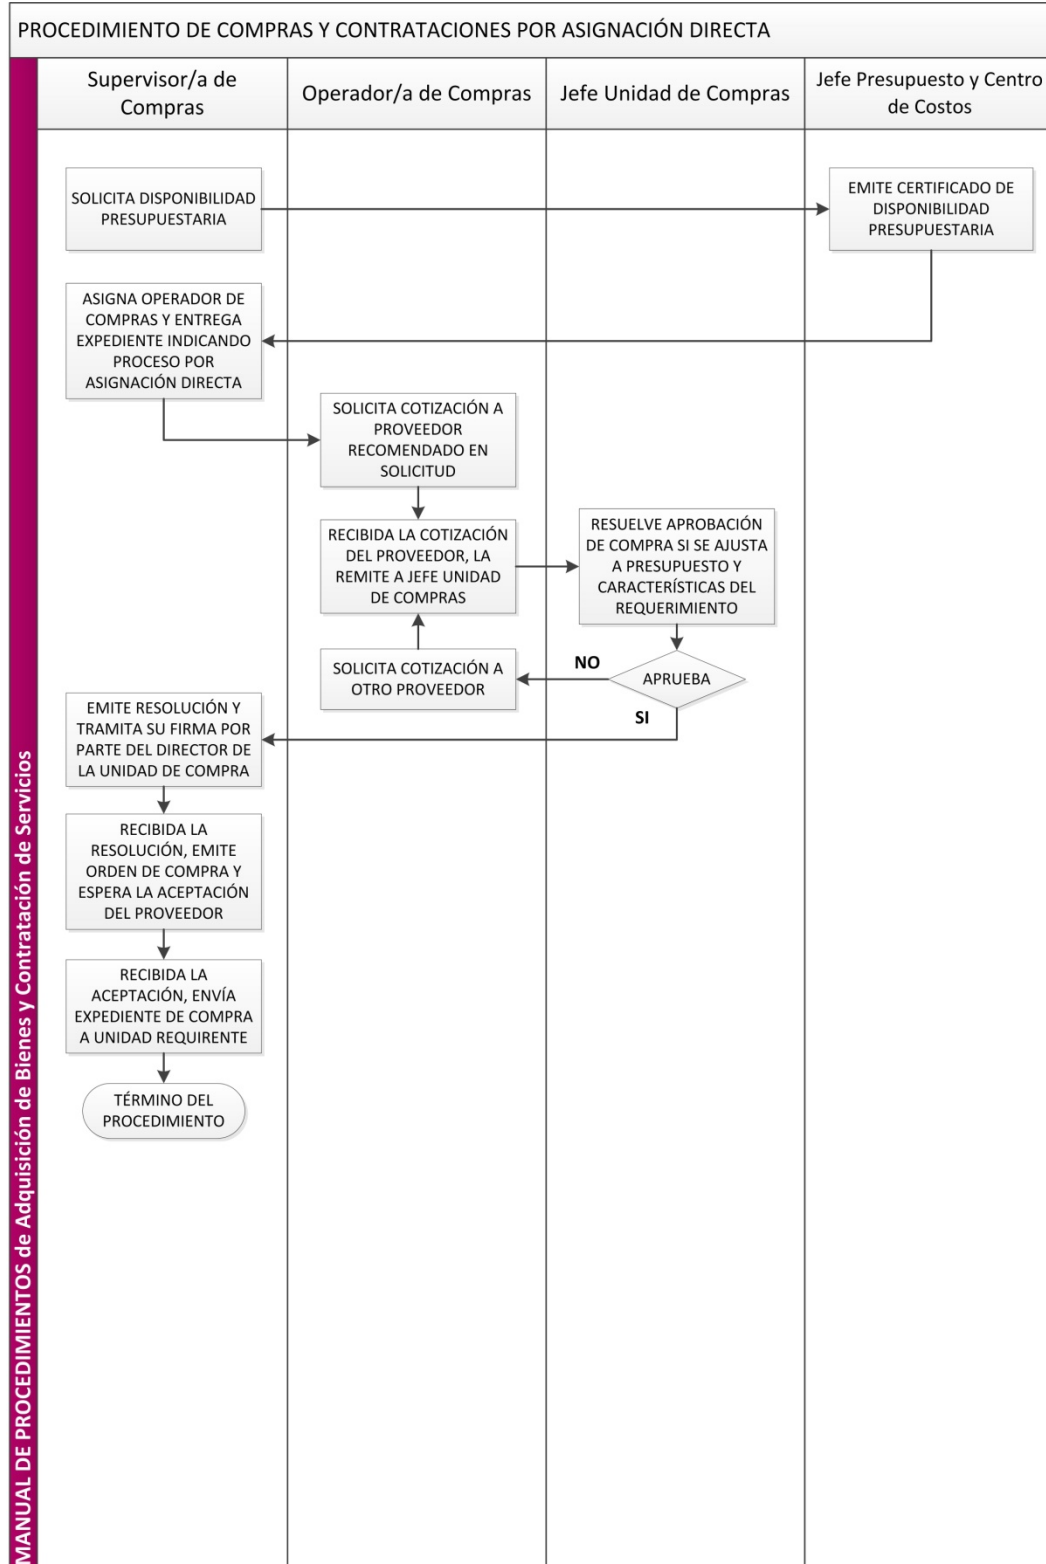 PROCEDIMIENTO DE COMPRAS Y CONTRATACIONES POR ASIGNACIÓN DIRECTA
Supervisor/a de
Compras
Operador/a de Compras
Jefe Unidad de Compras
Jefe Presupuesto y Centro
de Costos
SOLICITA DISPONIBILIDAD
PRESUPUESTARIA
EMITE CERTIFICADO DE
DISPONIBILIDAD
PRESUPUESTARIA
ASIGNA OPERADOR DE
COMPRAS Y ENTREGA
EXPEDIENTE INDICANDO
PROCESO POR
ASIGNACIÓN DIRECTA
SOLICITA COTIZACIÓN A
PROVEEDOR
RECOMENDADO EN
SOLICITUD
RECIBIDA LA COTIZACIÓN
DEL PROVEEDOR, LA
REMITE A JEFE UNIDAD
DE COMPRAS
RESUELVE APROBACIÓN
DE COMPRA SI SE AJUSTA
A PRESUPUESTO Y
CARACTERÍSTICAS DEL
REQUERIMIENTO
APRUEBA
NO
SOLICITA COTIZACIÓN A
OTRO PROVEEDOR
SI
EMITE RESOLUCIÓN Y
TRAMITA SU FIRMA POR
PARTE DEL DIRECTOR DE
LA UNIDAD DE COMPRA
RECIBIDA LA
RESOLUCIÓN, EMITE
ORDEN DE COMPRA Y
ESPERA LA ACEPTACIÓN
DEL PROVEEDOR
RECIBIDA LA
ACEPTACIÓN, ENVÍA
EXPEDIENTE DE COMPRA
A UNIDAD REQUIRENTE
TÉRMINO DEL
PROCEDIMIENTO
MANUAL DE PROCEDIMIENTOS de Adquisición de Bienes y Contratación de Servicios